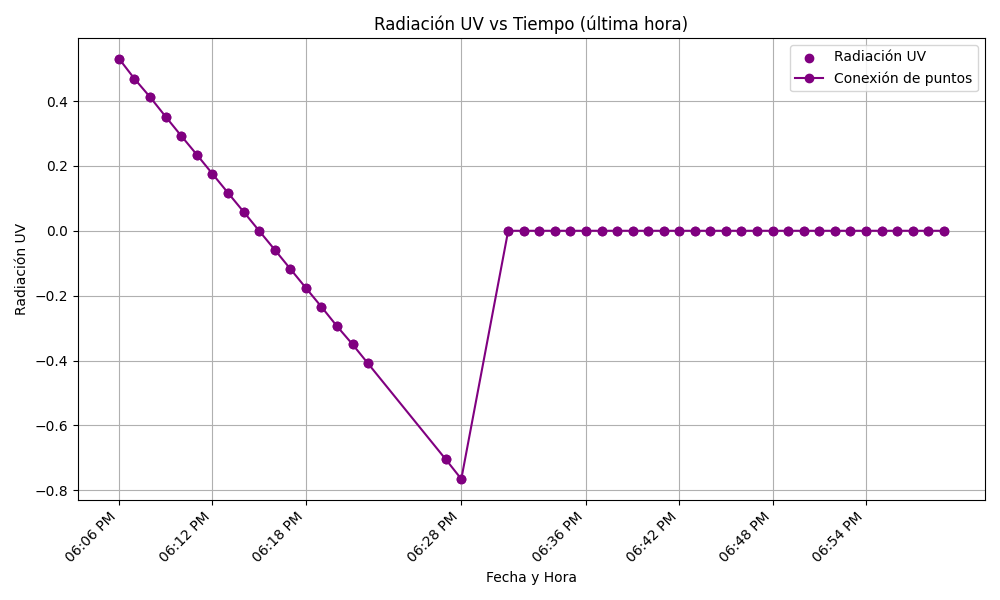 Radiación UV vs Tiempo (última hora)
Radiación UV
Conexión de puntos
Radiación UV
0.4
0.2
0.0
−0.2
−0.4
−0.6
−0.8
06:06 PM
06:12 PM
06:18 PM
06:28 PM
06:36 PM
06:42 PM
06:48 PM
06:54 PM
Fecha y Hora